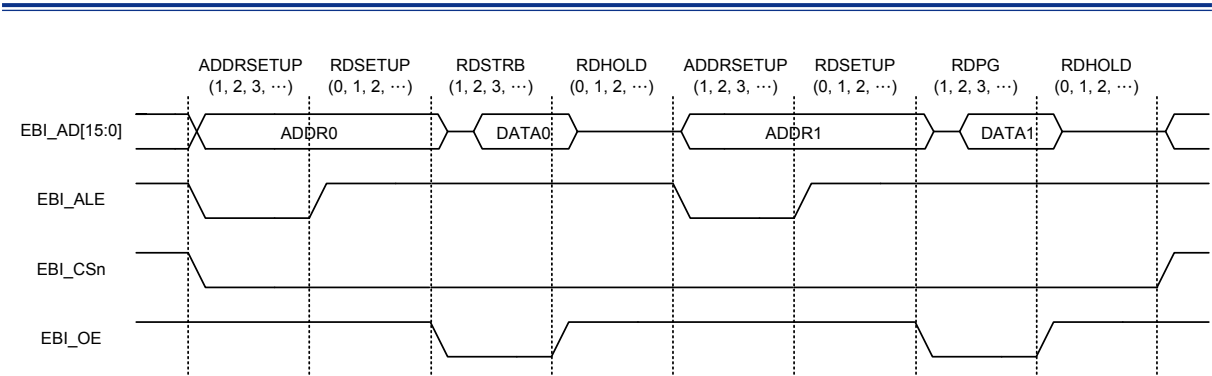 ADDRSETUP RDSETUP RDSTRB RDHOLD ADDRSETUP RDSETUP RDPG RDHOLD
(1, 2, 3, ⋯) (0, 1, 2, ⋯) (1, 2, 3, ⋯) (0, 1, 2, ⋯) (1, 2, 3, ⋯) (0, 1, 2, ⋯) (1, 2, 3, ⋯) (0, 1, 2, ⋯)
EBI_AD[15:0] ADDR0 DATA0 ADDR1 DATA1
EBI_ALE
EBI_CSn
EBI_OE